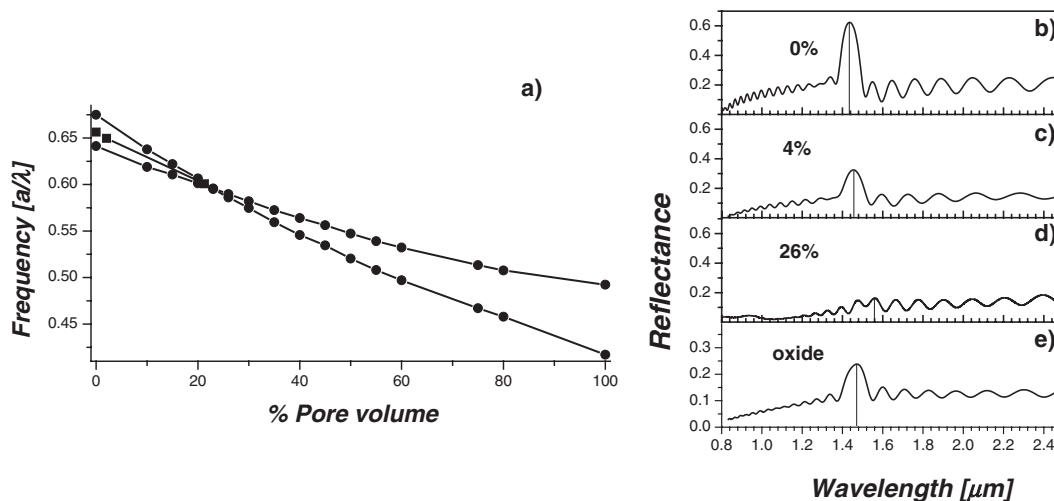 a)
Frequency [a/λ]
0.65
0.60
0.55
0.50
0.45
0 20 40 60 80 100
% Pore volume
Reflectance
b)
0%
0.6
0.4
0.2
c)
4%
0.6
0.4
0.2
d)
26%
0.6
0.4
0.2
e)
oxide
0.3
0.2
0.1
0.0
0.8 1.0 1.2 1.4 1.6 1.8 2.0 2.2 2.4
Wavelength [μm]